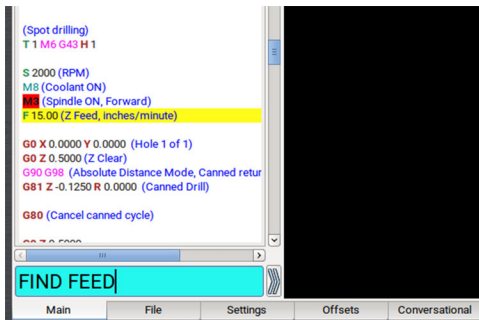 (Spot drilling)
T 1 M6 G43 H 1
S 2000 (RPM)
M8 (Coolant ON)
M3 (Spindle ON, Forward)
F 15.00 (Z Feed, inches/minute)
G0 X 0.0000 Y 0.0000 (Hole 1 of 1)
G0 Z 0.5000 (Z Clear)
G90 G98 (Absolute Distance Mode, Canned retur
G81 Z -0.1250 R 0.0000 (Canned Drill)
G80 (Cancel canned cycle)
G0 Z 0.5000
FIND FEED
Main File Settings Offsets Conversational